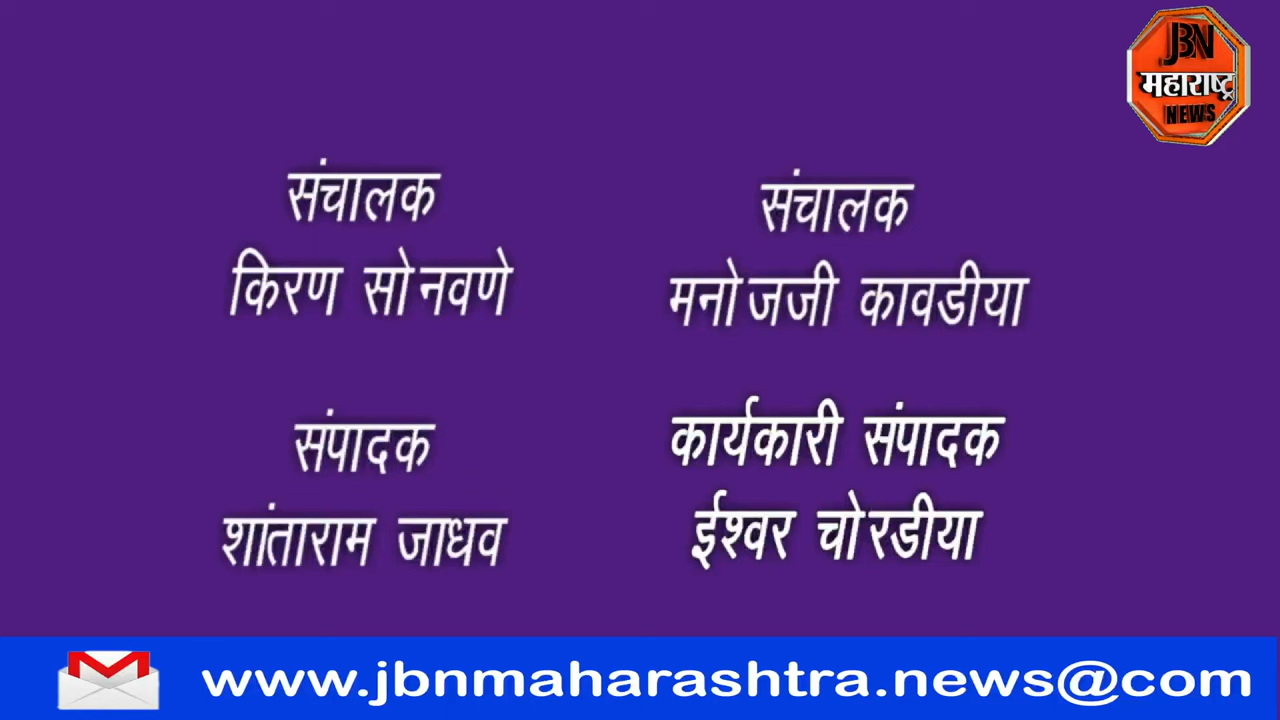 JBN
महाराष्ट्र
NEWS
संचालक
किरण सोनवणे
संचालक
मनोजजी कावडीया
संपादक
शांताराम जाधव
कार्यकारी संपादक
ईश्वर चोरडीया
www.jbnmaharashtra.news@com